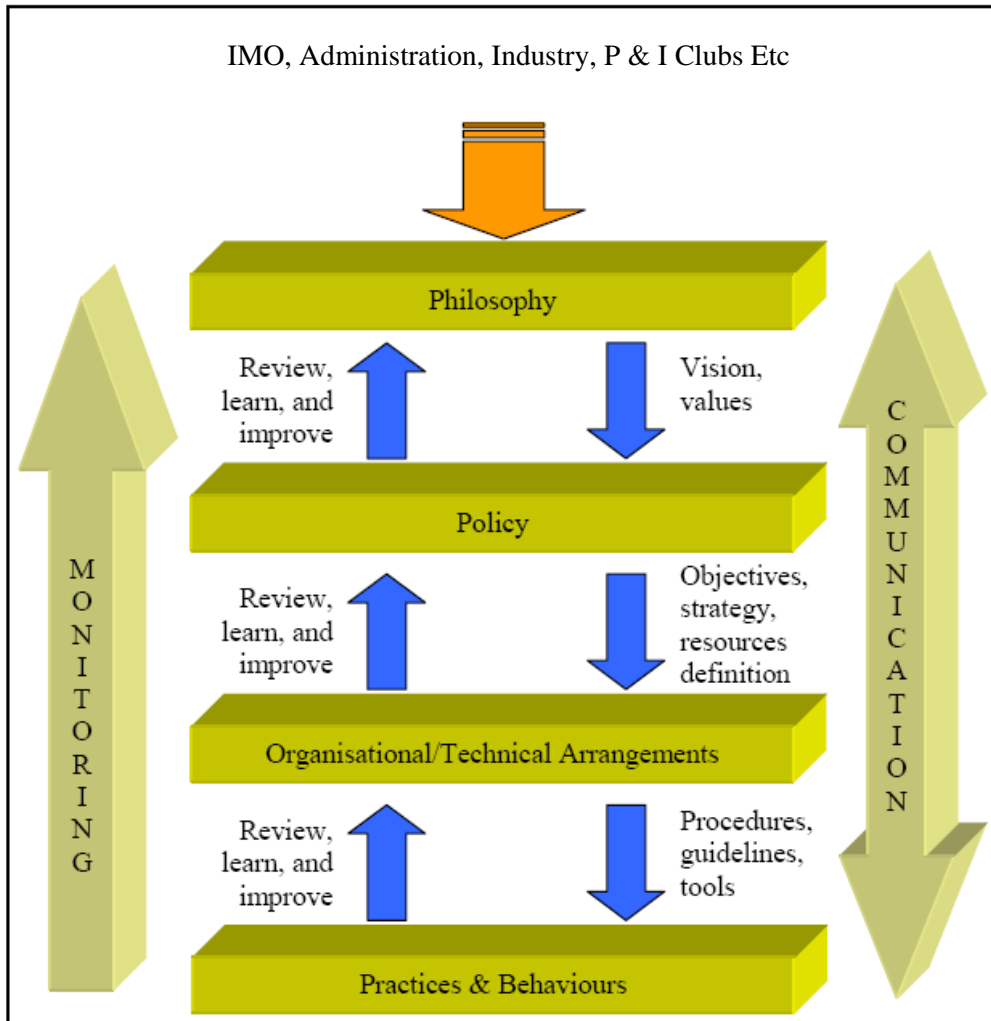 IMO, Administration, Industry, P & I Clubs Etc
Philosophy
Review,
learn, and
improve
Vision,
values
Policy
Review,
learn, and
improve
Objectives,
strategy,
resources
definition
Organisational/Technical Arrangements
Review,
learn, and
improve
Procedures,
guidelines,
tools
Practices & Behaviours
MONITORING
COMMUNICATION